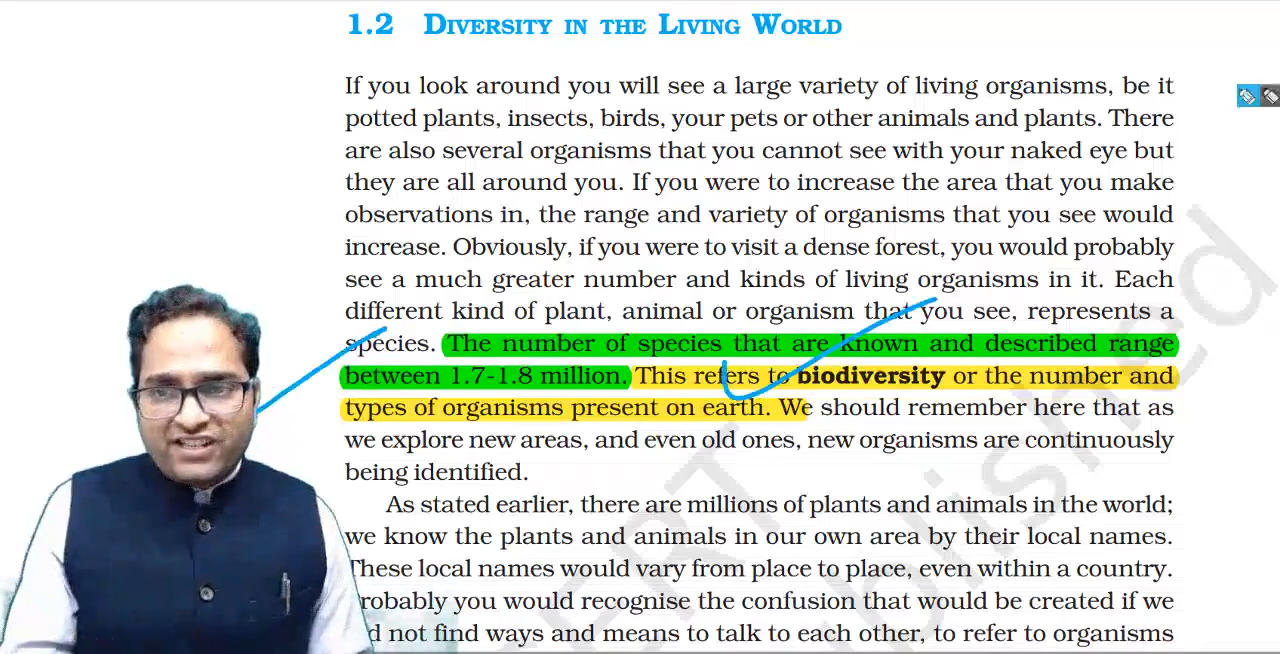 1.2 DIVERSITY IN THE LIVING WORLD
If you look around you will see a large variety of living organisms, be it
potted plants, insects, birds, your pets or other animals and plants. There
are also several organisms that you cannot see with your naked eye but
they are all around you. If you were to increase the area that you make
observations in, the range and variety of organisms that you see would
increase. Obviously, if you were to visit a dense forest, you would probably
see a much greater number and kinds of living organisms in it. Each
different kind of plant, animal or organism that you see, represents a
species. The number of species that are known and described range
between 1.7-1.8 million. This refers to biodiversity or the number and
types of organisms present on earth. We should remember here that as
we explore new areas, and even old ones, new organisms are continuously
being identified.
As stated earlier, there are millions of plants and animals in the world;
we know the plants and animals in our own area by their local names.
These local names would vary from place to place, even within a country.
Probably you would recognise the confusion that would be created if we
not find ways and means to talk to each other, to refer to organisms